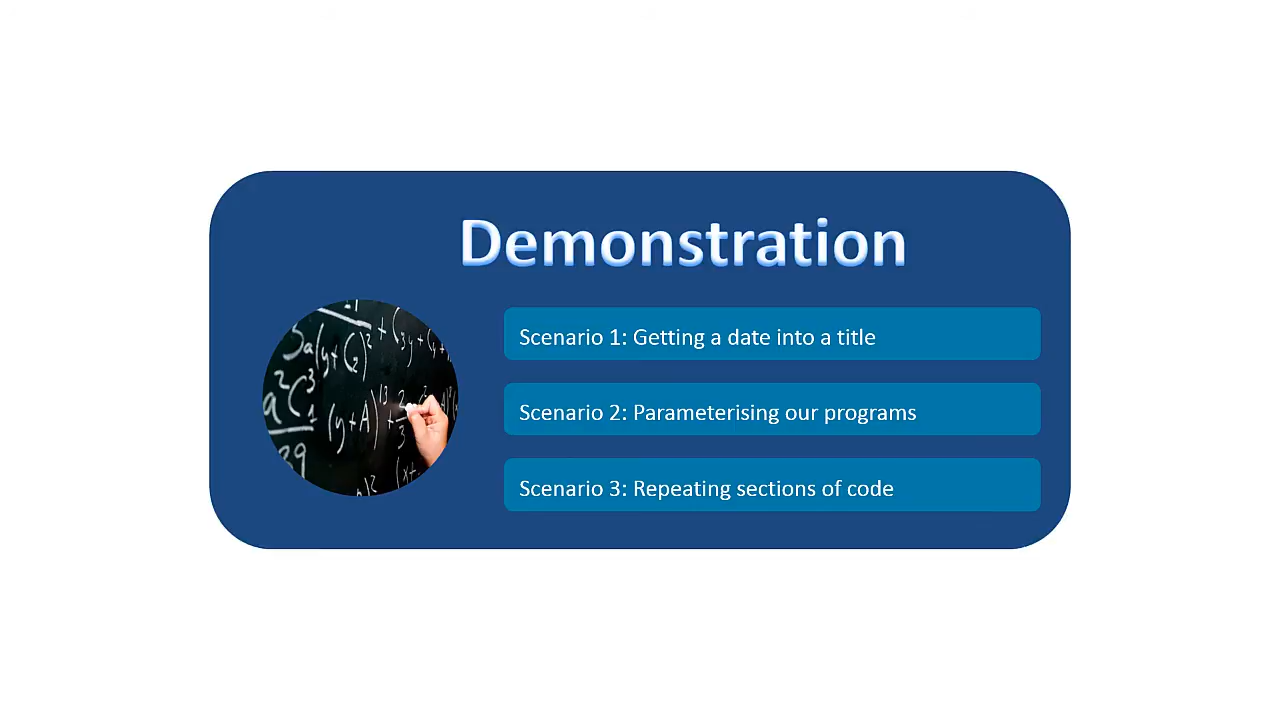 Demonstration
Scenario 1: Getting a date into a title
Scenario 2: Parameterising our programs
Scenario 3: Repeating sections of code